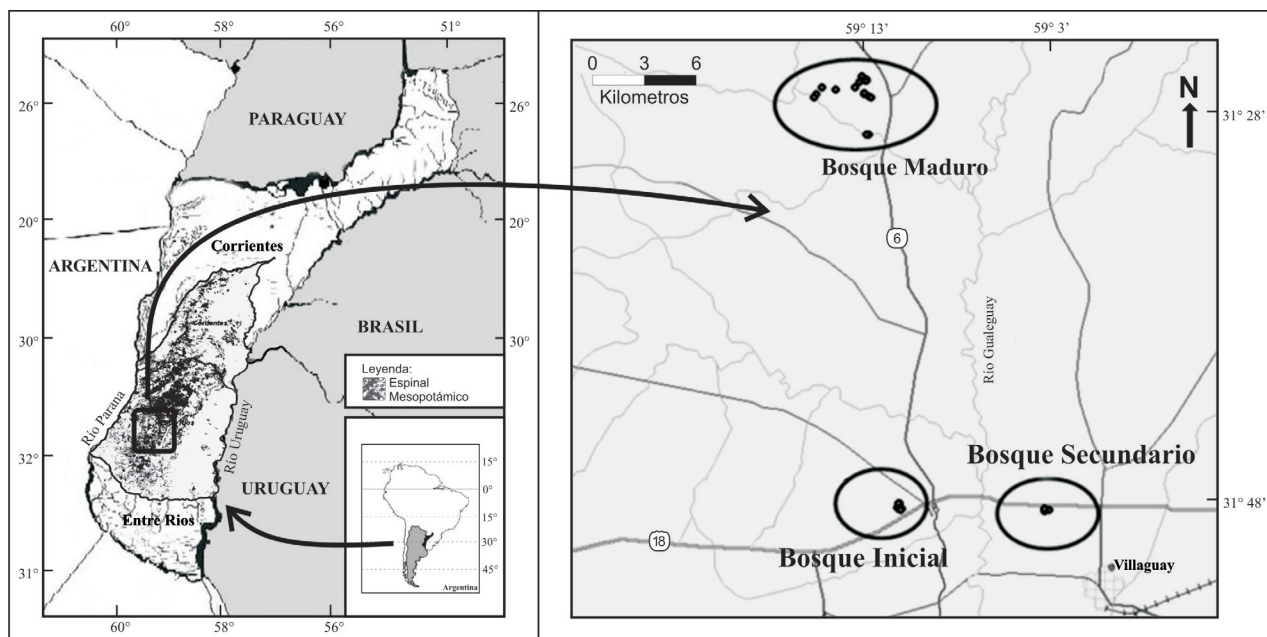 60°
58°
56°
51°
26°
26°
PARAGUAY
20°
20°
Corrientes
ARGENTINA
Corrientes
30°
30°
BRASIL
Leyenda:
Espinal
Mesopotámico
Río Parana
Río Uruguay
32°
URUGUAY
Entre Rios
31°
15°
0°
15°
30°
45°
Argentina
60°
58°
56°
51°
59° 13'
59° 3'
0 3 6
Kilometros
N
31° 28'
Bosque Maduro
6
Río Gualeguay
Bosque Secundario
31° 48'
18
Bosque Inicial
Villaguay